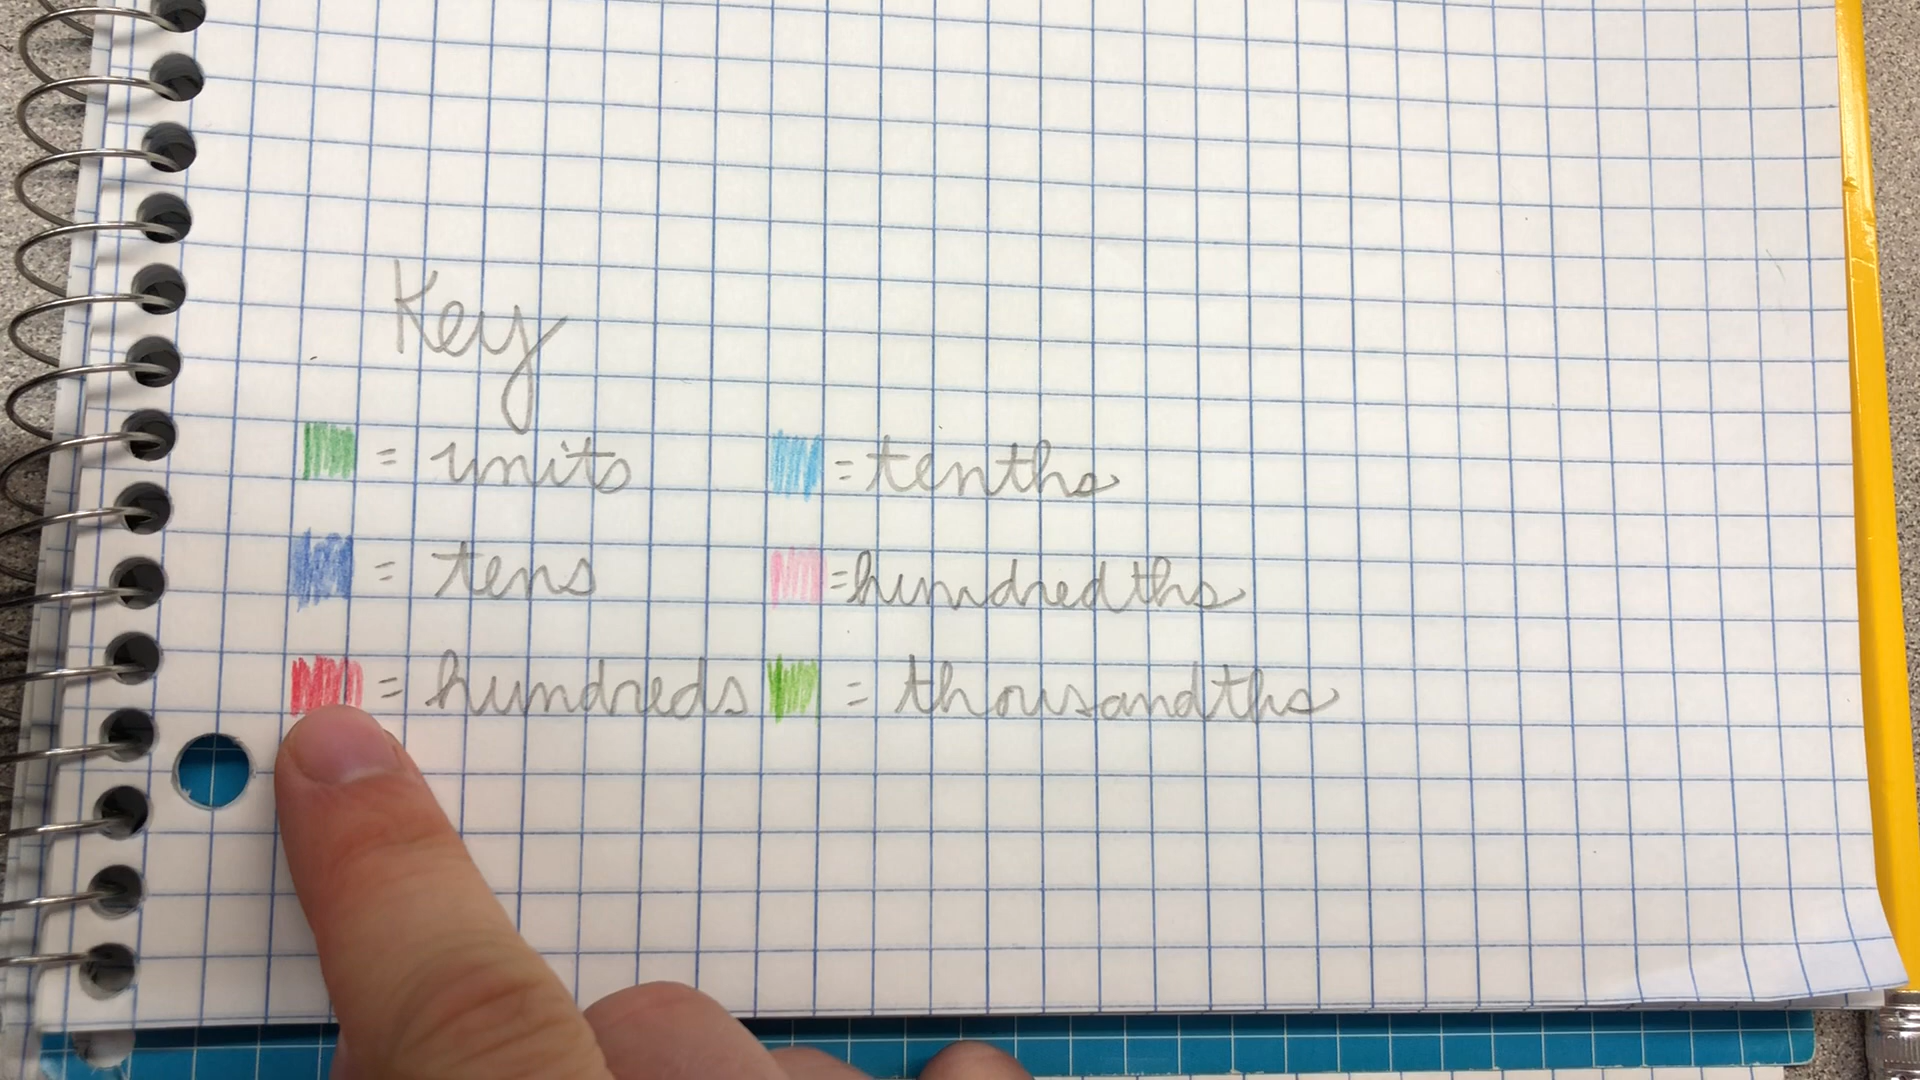 Key
= units = tenths
= tens = hundredths
= hundreds = thousandths